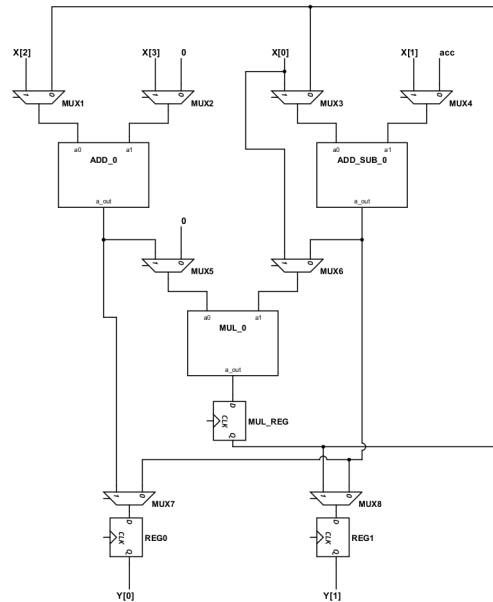 X[2] X[3] 0 X[0] X[1] acc
1 0 MUX1 1 0 MUX2 1 0 MUX3 1 0 MUX4
a0 a1 a0 a1
ADD_0 ADD_SUB_0
a_out a_out
0
1 0 MUX5 1 0 MUX6
a0 a1
MUL_0
a_out
D CLK Q MUL_REG
1 0 MUX7 1 0 MUX8
D CLK Q REG0 D CLK Q REG1
Y[0] Y[1]